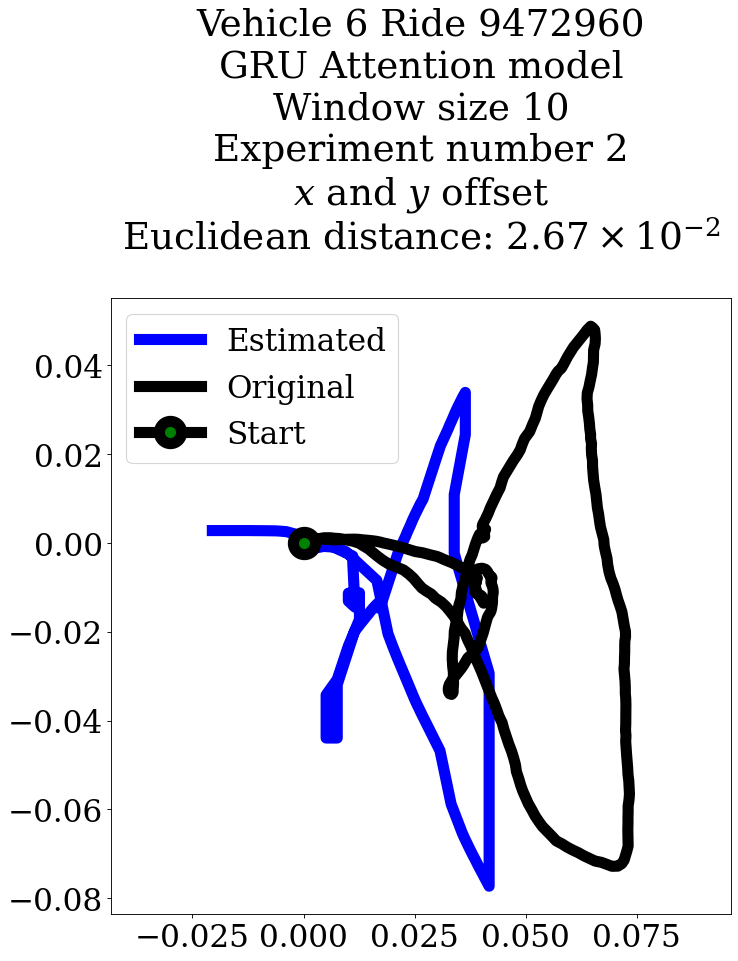 Vehicle 6 Ride 9472960
GRU Attention model
Window size 10
Experiment number 2
x and y offset
Euclidean distance: 2.67 × 10⁻²
Estimated
Original
Start
0.04
0.02
0.00
−0.02
−0.04
−0.06
−0.08
−0.025 0.000 0.025 0.050 0.075